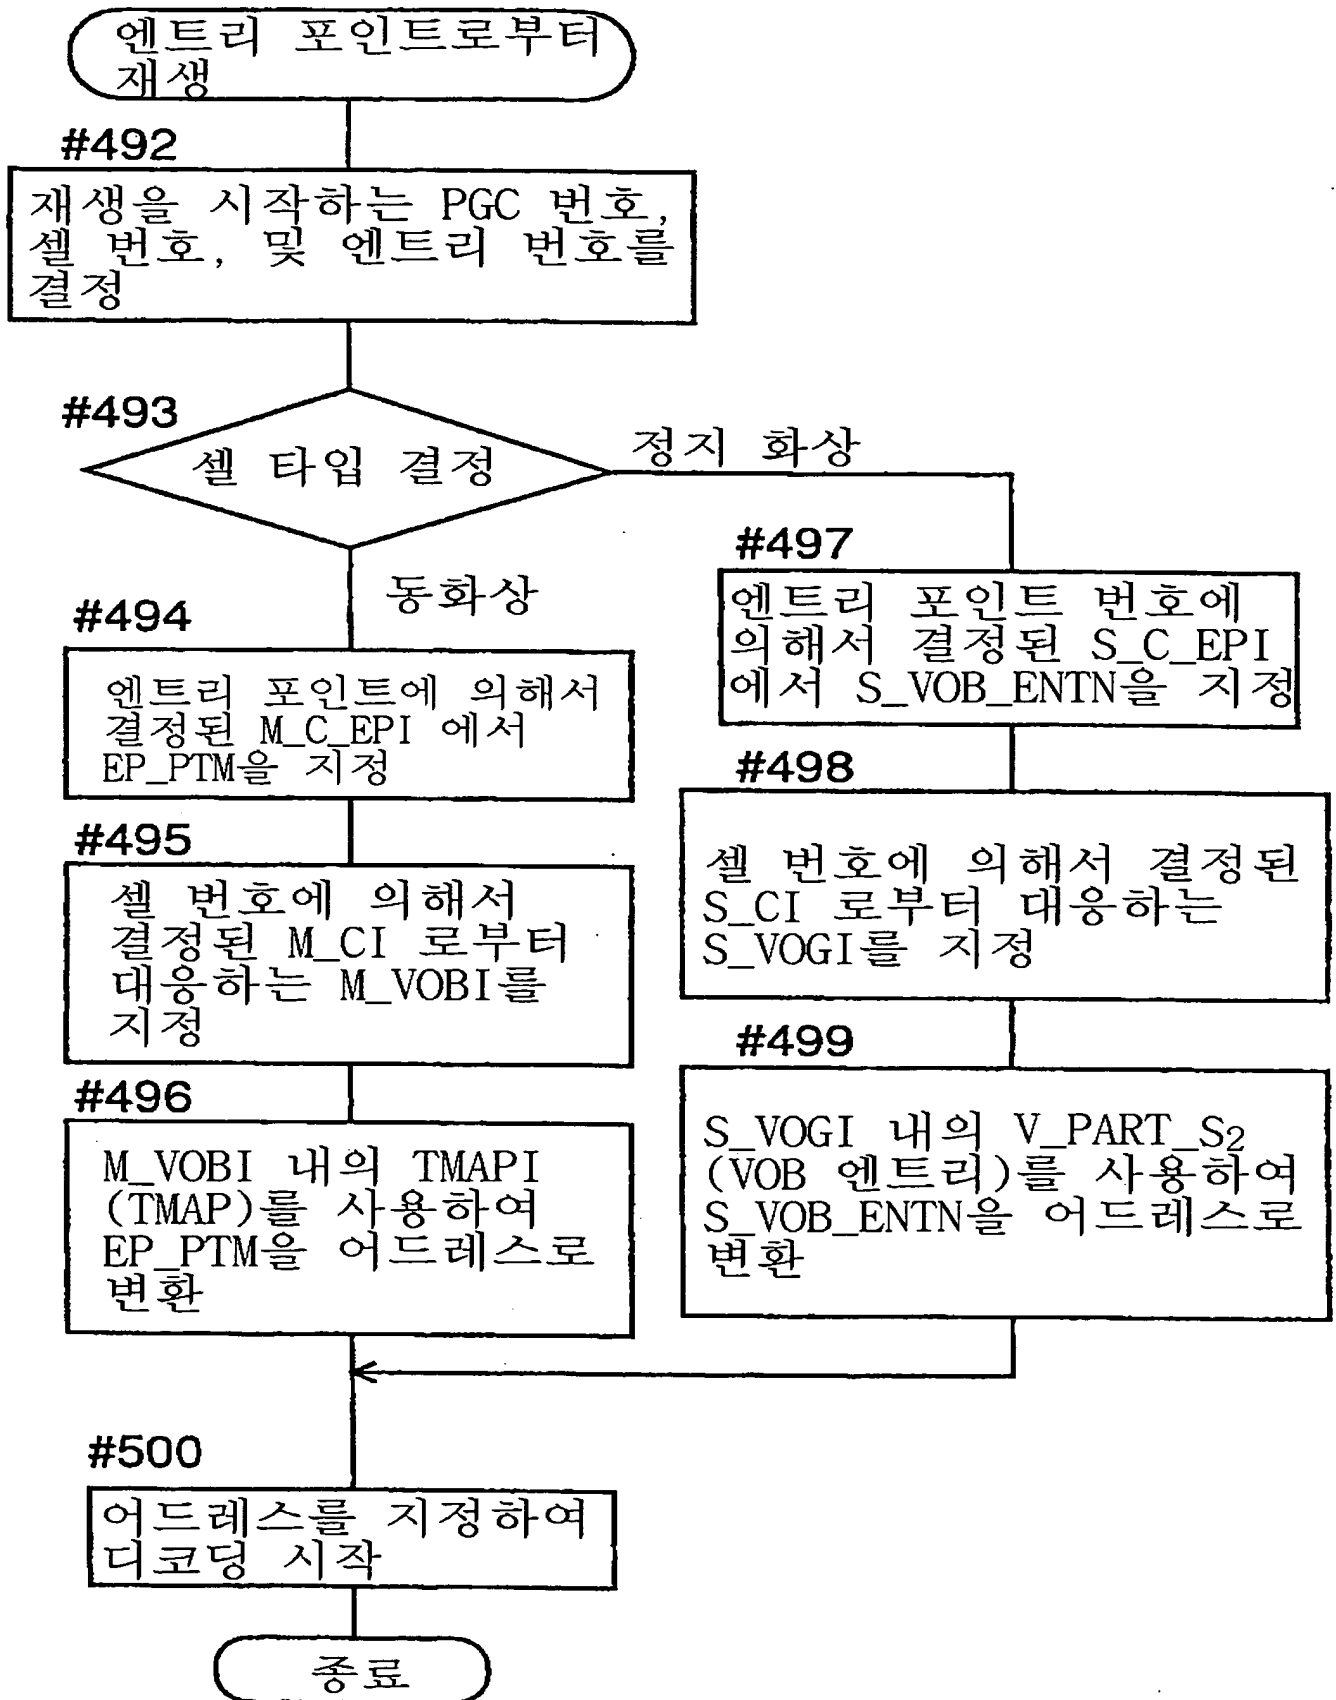 엔트리 포인트로부터
재생
#492
재생을 시작하는 PGC 번호,
셀 번호, 및 엔트리 번호를
결정
#493
셀 타입 결정
정지 화상
동화상
#494
엔트리 포인트에 의해서
결정된 M_C_EPI 에서
EP_PTM을 지정
#495
셀 번호에 의해서
결정된 M_CI 로부터
대응하는 M_VOBI를
지정
#496
M_VOBI 내의 TMAPI
(TMAP)를 사용하여
EP_PTM을 어드레스로
변환
#497
엔트리 포인트 번호에
의해서 결정된 S_C_EPI
에서 S_VOB_ENTN을 지정
#498
셀 번호에 의해서 결정된
S_CI 로부터 대응하는
S_VOGI를 지정
#499
S_VOGI 내의 V_PART_S2
(VOB 엔트리)를 사용하여
S_VOB_ENTN을 어드레스로
변환
#500
어드레스를 지정하여
디코딩 시작
종료